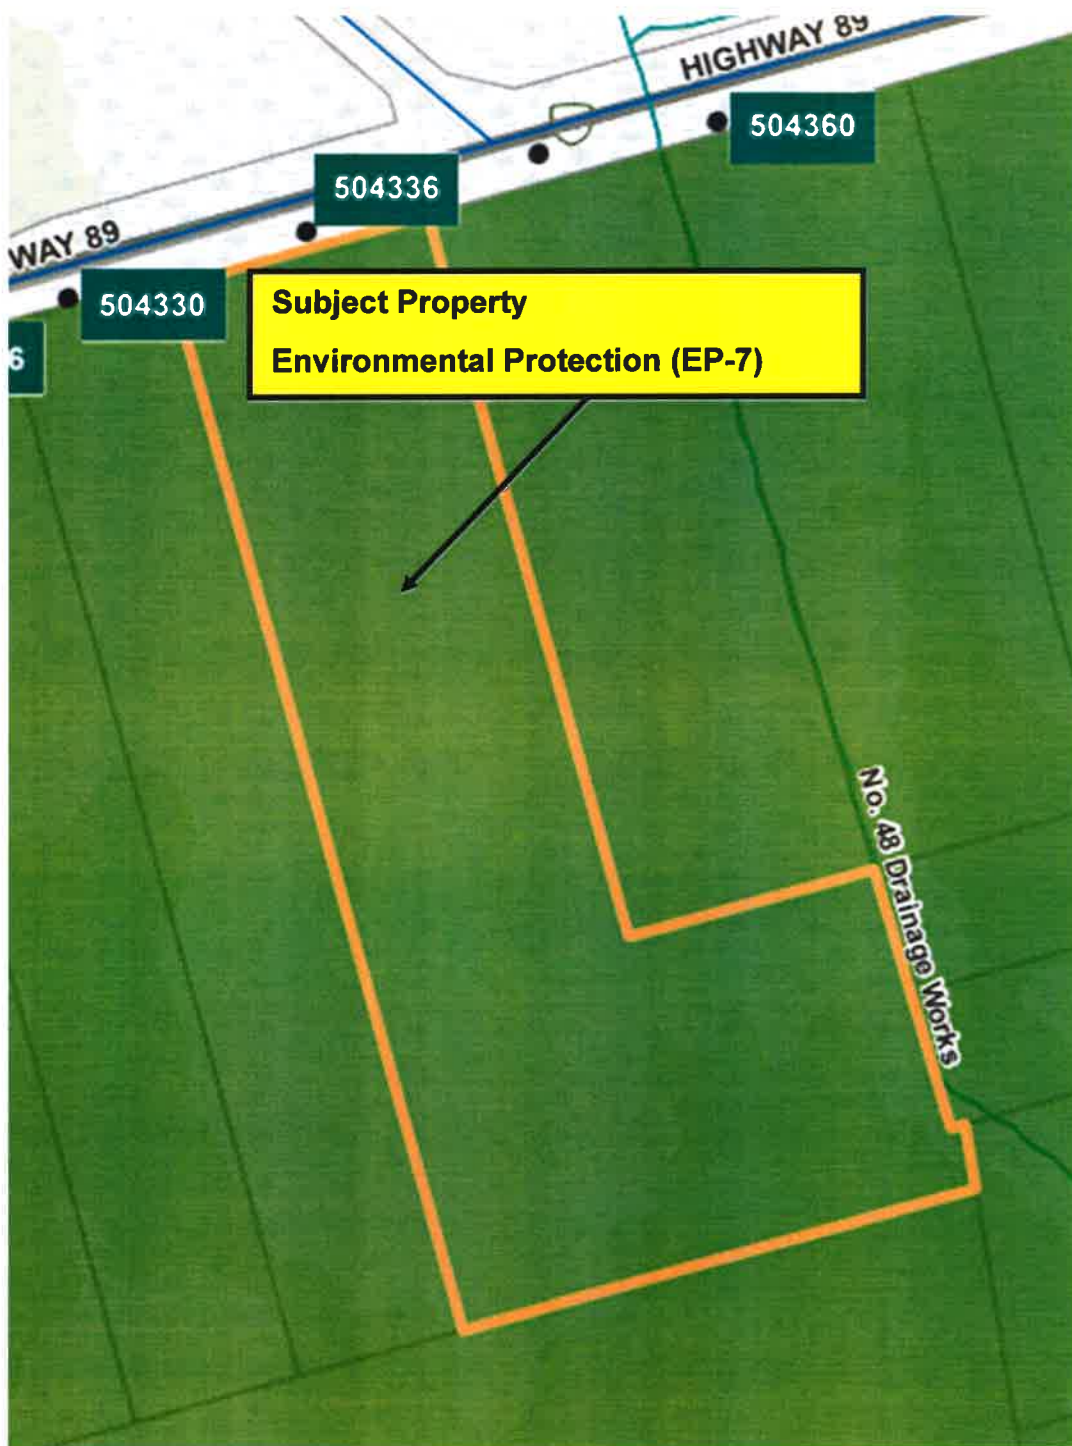 HIGHWAY 89
504360
504336
WAY 89
504330
6
Subject Property
Environmental Protection (EP-7)
No. 48 Drainage Works